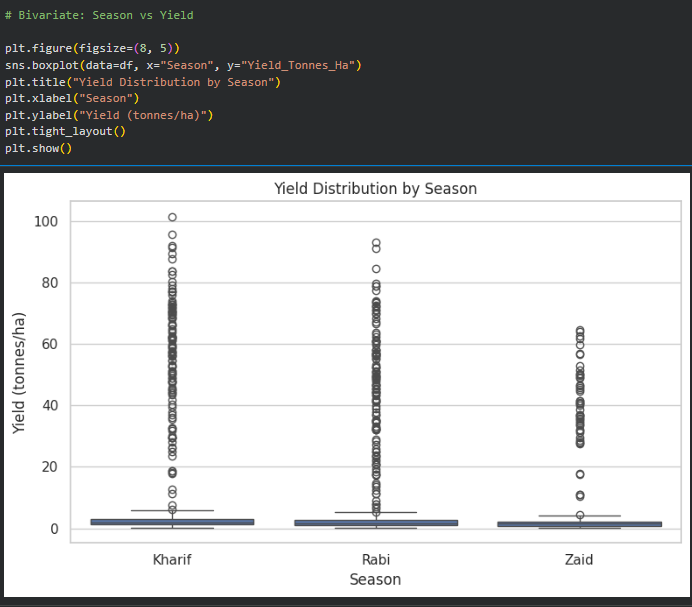 # Bivariate: Season vs Yield
plt.figure(figsize=(8, 5))
sns.boxplot(data=df, x="Season", y="Yield_Tonnes_Ha")
plt.title("Yield Distribution by Season")
plt.xlabel("Season")
plt.ylabel("Yield (tonnes/ha)")
plt.tight_layout()
plt.show()
Yield Distribution by Season
Yield (tonnes/ha)
100
80
60
40
20
0
Kharif Rabi Zaid
Season